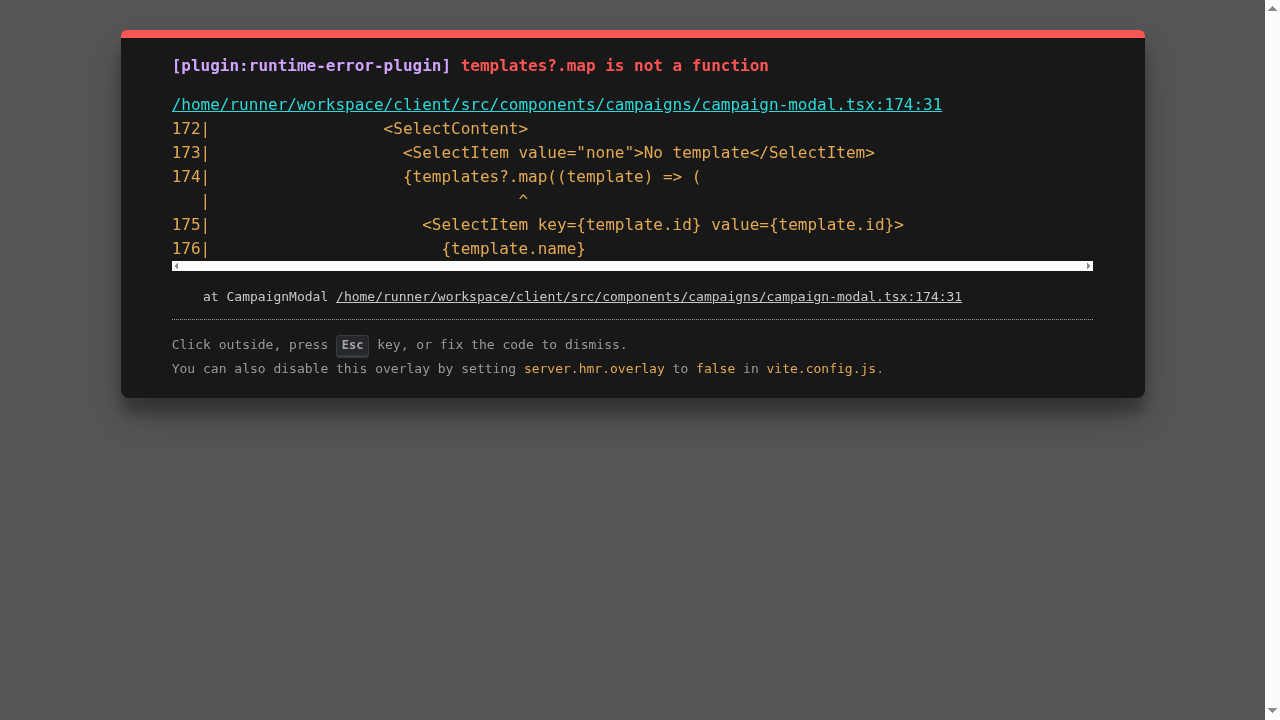 [plugin:runtime-error-plugin] templates?.map is not a function
/home/runner/workspace/client/src/components/campaigns/campaign-modal.tsx:174:31
172|                  <SelectContent>
173|                    <SelectItem value="none">No template</SelectItem>
174|                    {templates?.map((template) => (
   |                                ^
175|                      <SelectItem key={template.id} value={template.id}>
176|                        {template.name}
at CampaignModal /home/runner/workspace/client/src/components/campaigns/campaign-modal.tsx:174:31
Click outside, press Esc key, or fix the code to dismiss.
You can also disable this overlay by setting server.hmr.overlay to false in vite.config.js.